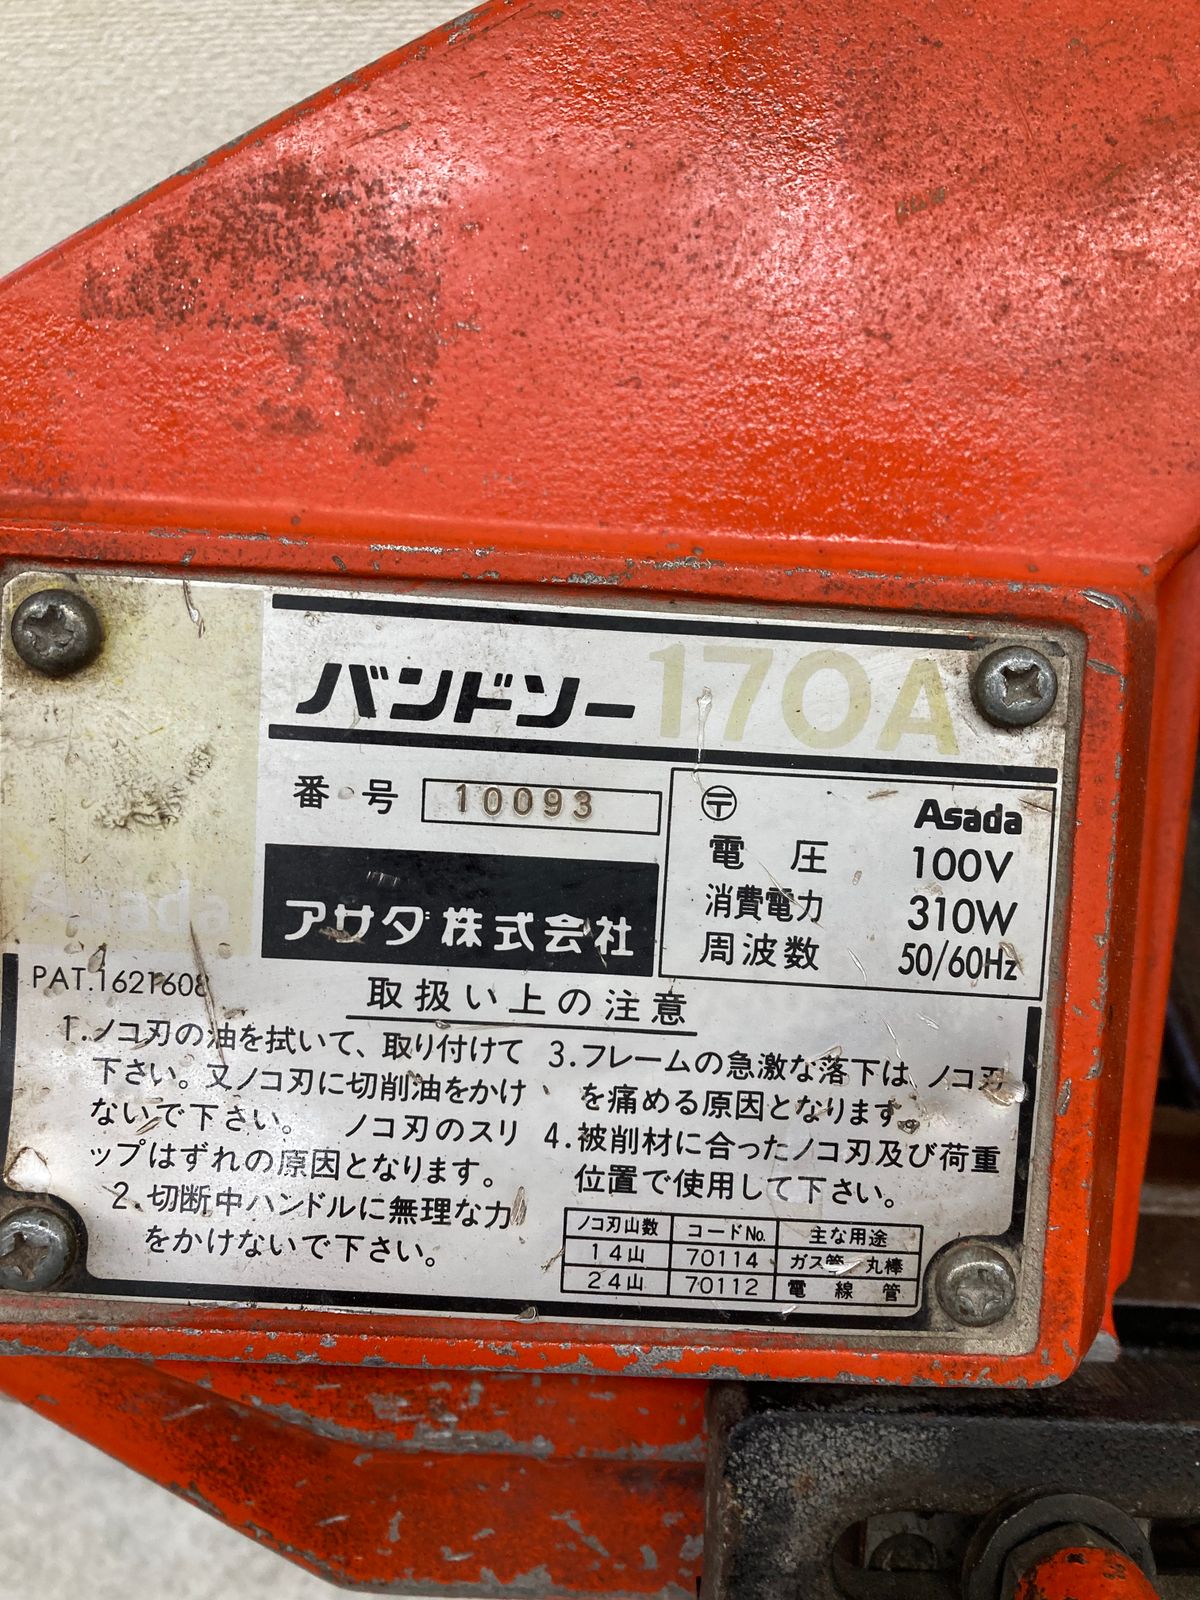 バンドソー 170A
番号 10093
〒 Asada
電圧 100V
消費電力 310W
周波数 50/60Hz
Asada
アサダ株式会社
PAT.1621608
取扱い上の注意
1.ノコ刃の油を拭いて、取り付けて
下さい。又ノコ刃に切削油をかけ
ないで下さい。 ノコ刃のスリ
ップはずれの原因となります。
2.切断中ハンドルに無理な力
をかけないで下さい。
3.フレームの急激な落下は ノコ刃
を痛める原因となります。
4.被削材に合ったノコ刃及び荷重
位置で使用して下さい。
ノコ刃山数 コードNo. 主な用途
14山 70114 ガス管 丸棒
24山 70112 電線管